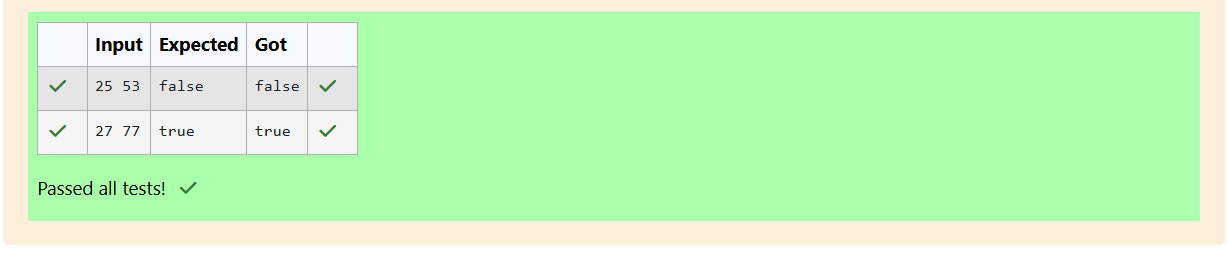 Input Expected Got
25 53 false false
27 77 true true
Passed all tests!